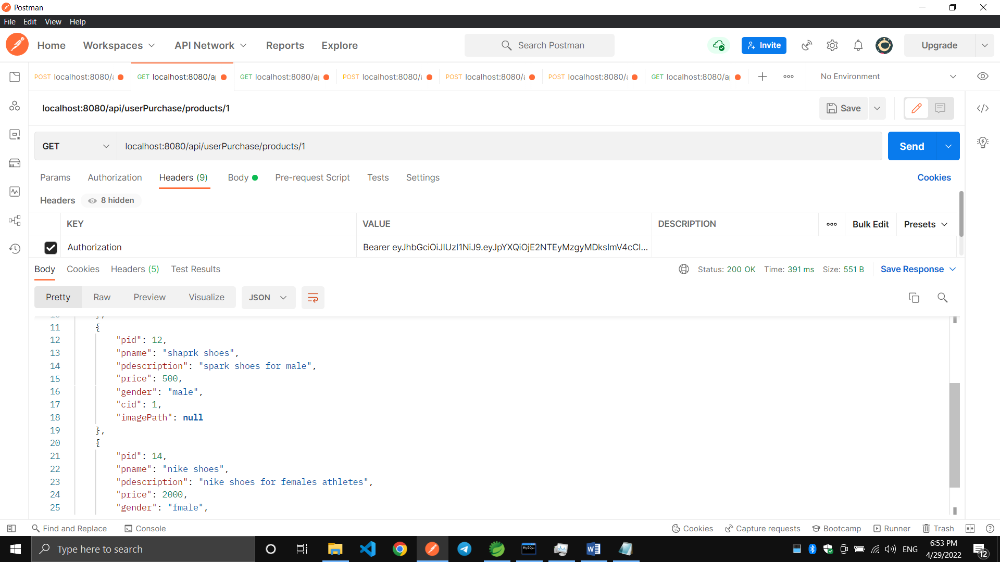 Postman
File Edit View Help
Home Workspaces API Network Reports Explore Search Postman Invite Upgrade
POST localhost:8080/a GET localhost:8080/ap GET localhost:8080/ap POST localhost:8080/a POST localhost:8080/a POST localhost:8080/a GET localhost:8080/ap No Environment
localhost:8080/api/userPurchase/products/1
Save
GET localhost:8080/api/userPurchase/products/1 Send
Params Authorization Headers (9) Body Pre-request Script Tests Settings Cookies
Headers 8 hidden
KEY VALUE DESCRIPTION Bulk Edit Presets
Authorization Bearer eyJhbGciOiJIUzI1NiJ9.eyJpYXQiOjE2NTEyMzgyMDksImV4cCI...
Body Cookies Headers (5) Test Results Status: 200 OK Time: 391 ms Size: 551 B Save Response
Pretty Raw Preview Visualize JSON
11 {
12 "pid": 12,
13 "pname": "shaprk shoes",
14 "pdescription": "spark shoes for male",
15 "price": 500,
16 "gender": "male",
17 "cid": 1,
18 "imagePath": null
19 },
20 {
21 "pid": 14,
22 "pname": "nike shoes",
23 "pdescription": "nike shoes for females athletes",
24 "price": 2000,
25 "gender": "fmale",
Find and Replace Console Cookies Capture requests Bootcamp Runner Trash
Type here to search MySQL ENG 6:53 PM
4/29/2022 12